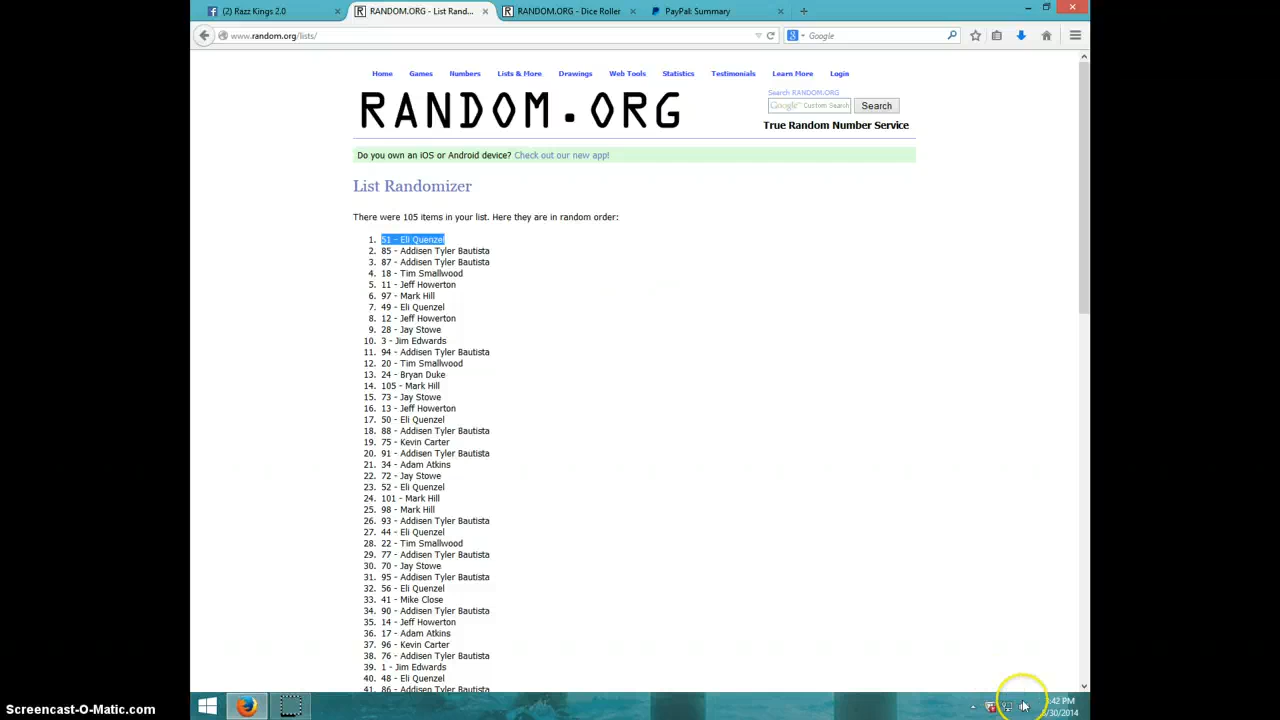 (2) Razz Kings 2.0
RANDOM.ORG - List Rand...
RANDOM.ORG - Dice Roller
PayPal: Summary
www.random.org/lists/
Google
Home Games Numbers Lists & More Drawings Web Tools Statistics Testimonials Learn More Login
RANDOM.ORG
Search RANDOM.ORG
Google™ Custom Search
Search
True Random Number Service
Do you own an iOS or Android device? Check out our new app!
List Randomizer
There were 105 items in your list. Here they are in random order:
1. 51 - Eli Quenzel
2. 85 - Addisen Tyler Bautista
3. 87 - Addisen Tyler Bautista
4. 18 - Tim Smallwood
5. 11 - Jeff Howerton
6. 97 - Mark Hill
7. 49 - Eli Quenzel
8. 12 - Jeff Howerton
9. 28 - Jay Stowe
10. 3 - Jim Edwards
11. 94 - Addisen Tyler Bautista
12. 20 - Tim Smallwood
13. 24 - Bryan Duke
14. 105 - Mark Hill
15. 73 - Jay Stowe
16. 13 - Jeff Howerton
17. 50 - Eli Quenzel
18. 88 - Addisen Tyler Bautista
19. 75 - Kevin Carter
20. 91 - Addisen Tyler Bautista
21. 34 - Adam Atkins
22. 72 - Jay Stowe
23. 52 - Eli Quenzel
24. 101 - Mark Hill
25. 98 - Mark Hill
26. 93 - Addisen Tyler Bautista
27. 44 - Eli Quenzel
28. 22 - Tim Smallwood
29. 77 - Addisen Tyler Bautista
30. 70 - Jay Stowe
31. 95 - Addisen Tyler Bautista
32. 56 - Eli Quenzel
33. 41 - Mike Close
34. 90 - Addisen Tyler Bautista
35. 14 - Jeff Howerton
36. 17 - Adam Atkins
37. 96 - Kevin Carter
38. 76 - Addisen Tyler Bautista
39. 1 - Jim Edwards
40. 48 - Eli Quenzel
41. 86 - Addisen Tyler Bautista
:42 PM
/30/2014
Screencast-O-Matic.com